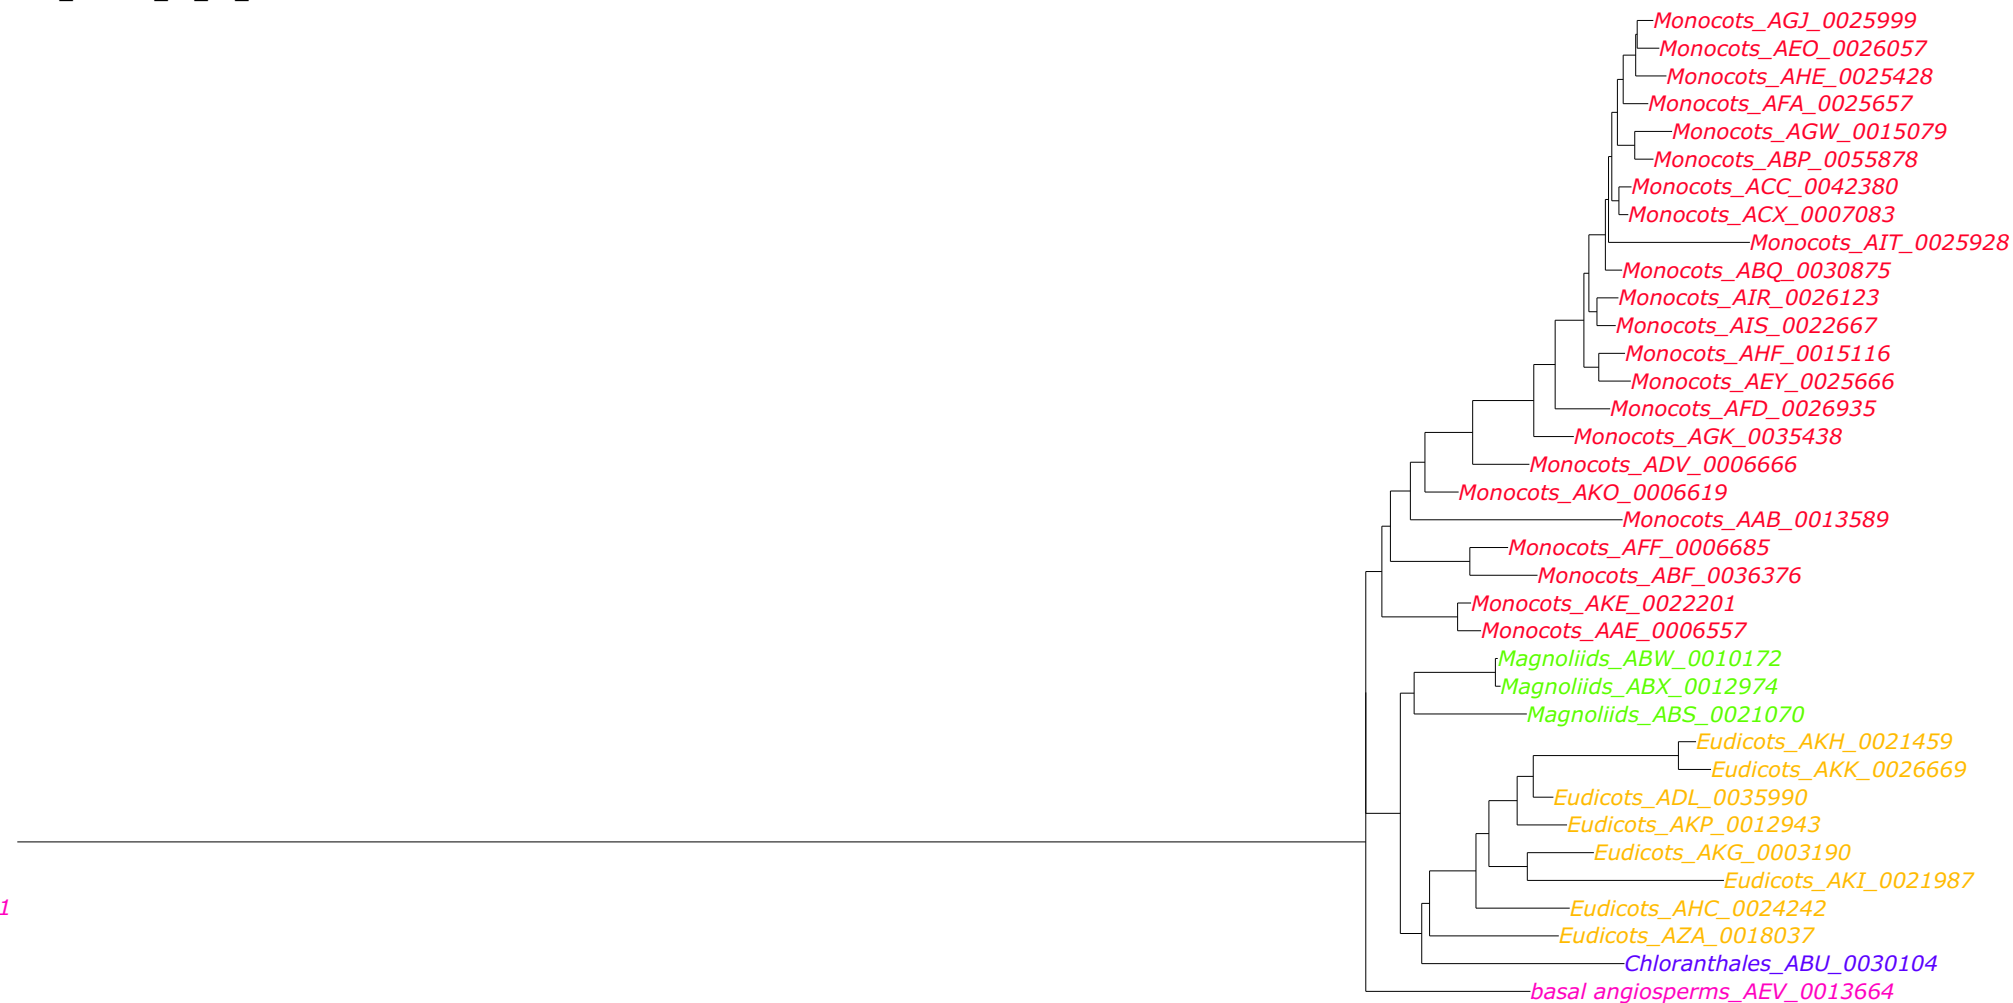 Monocots_AGJ_0025999
Monocots_AEO_0026057
Monocots_AHE_0025428
Monocots_AFA_0025657
Monocots_AGW_0015079
Monocots_ABP_0055878
Monocots_ACC_0042380
Monocots_ACX_0007083
Monocots_AIT_0025928
Monocots_ABQ_0030875
Monocots_AIR_0026123
Monocots_AIS_0022667
Monocots_AHF_0015116
Monocots_AEY_0025666
Monocots_AFD_0026935
Monocots_AGK_0035438
Monocots_ADV_0006666
Monocots_AKO_0006619
Monocots_AAB_0013589
Monocots_AFF_0006685
Monocots_ABF_0036376
Monocots_AKE_0022201
Monocots_AAE_0006557
Magnoliids_ABW_0010172
Magnoliids_ABX_0012974
Magnoliids_ABS_0021070
Eudicots_AKH_0021459
Eudicots_AKK_0026669
Eudicots_ADL_0035990
Eudicots_AKP_0012943
Eudicots_AKG_0003190
Eudicots_AKI_0021987
1
Eudicots_AHC_0024242
Eudicots_AZA_0018037
Chloranthales_ABU_0030104
basal angiosperms_AEV_0013664